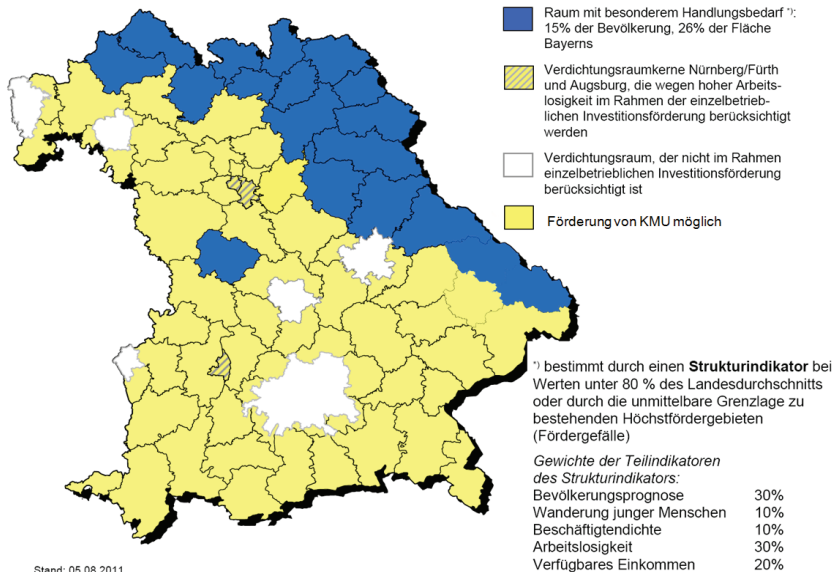 Raum mit besonderem Handlungsbedarf *):
15% der Bevölkerung, 26% der Fläche
Bayerns
Verdichtungsraumkerne Nürnberg/Fürth
und Augsburg, die wegen hoher Arbeits-
losigkeit im Rahmen der einzelbetrieb-
lichen Investitionsförderung berücksichtigt
werden
Verdichtungsraum, der nicht im Rahmen
einzelbetrieblichen Investitionsförderung
berücksichtigt ist
Förderung von KMU möglich
*) bestimmt durch einen Strukturindikator bei
Werten unter 80 % des Landesdurchschnitts
oder durch die unmittelbare Grenzlage zu
bestehenden Höchstfördergebieten
(Fördergefälle)
Gewichte der Teilindikatoren
des Strukturindikators:
Bevölkerungsprognose 30%
Wanderung junger Menschen 10%
Beschäftigtendichte 10%
Arbeitslosigkeit 30%
Verfügbares Einkommen 20%
Stand: 05.08.2011